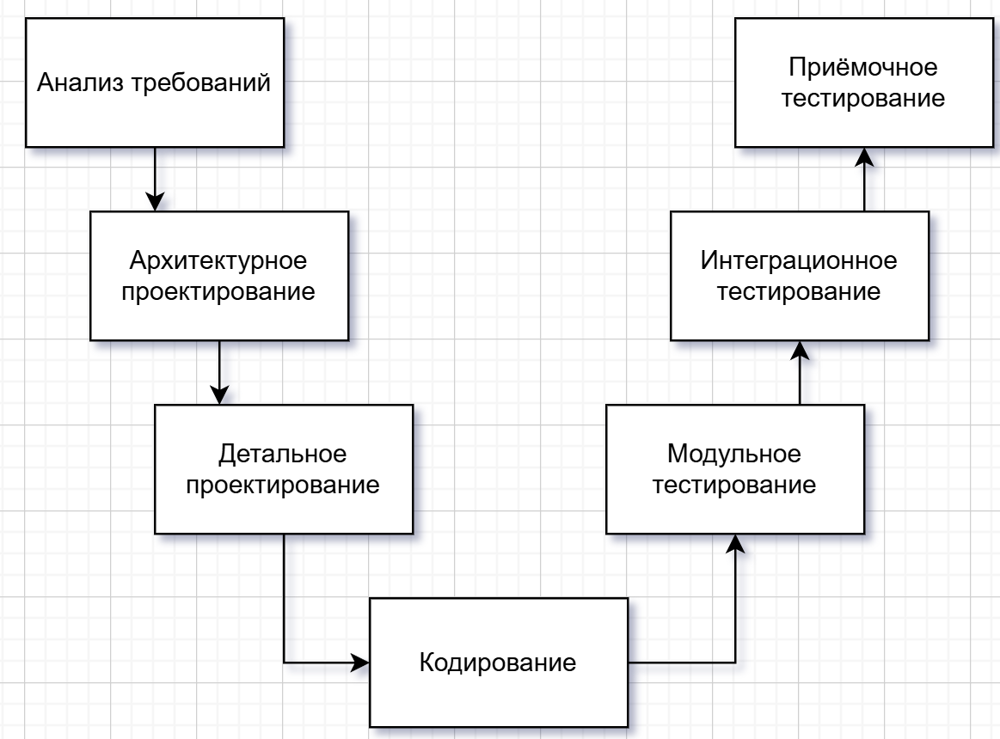 Анализ требований
Архитектурное
проектирование
Детальное
проектирование
Кодирование
Модульное
тестирование
Интеграционное
тестирование
Приёмочное
тестирование